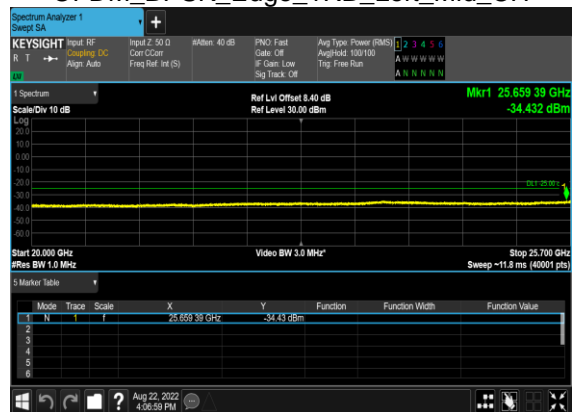 Spectrum Analyzer 1
Swept SA
+
KEYSIGHT
R T
LW
Input: RF
Coupling: DC
Align: Auto
Input Z: 50 Ω
Corr CCorr
Freq Ref: Int (S)
#Atten: 40 dB
PNO: Fast
Gate: Off
IF Gain: Low
Sig Track: Off
Avg Type: Power (RMS)
Avg|Hold: 100/100
Trig: Free Run
1 2 3 4 5 6
A W W W W W
A N N N N N
1 Spectrum
Scale/Div 10 dB
Ref Lvl Offset 8.40 dB
Ref Level 30.00 dBm
Mkr1 25.659 39 GHz
-34.432 dBm
Log
20.0
10.0
0.00
-10.0
-20.0
-30.0
-40.0
-50.0
-60.0
1
Start 20.000 GHz
#Res BW 1.0 MHz
Video BW 3.0 MHz*
Stop 25.700 GHz
Sweep ~11.8 ms (40001 pts)
5 Marker Table
Mode Trace Scale X Y Function Function Width Function Value
1 N 1 f 25.659 39 GHz -34.43 dBm
2
3
4
5
6
?
Aug 22, 2022
4:06:59 PM